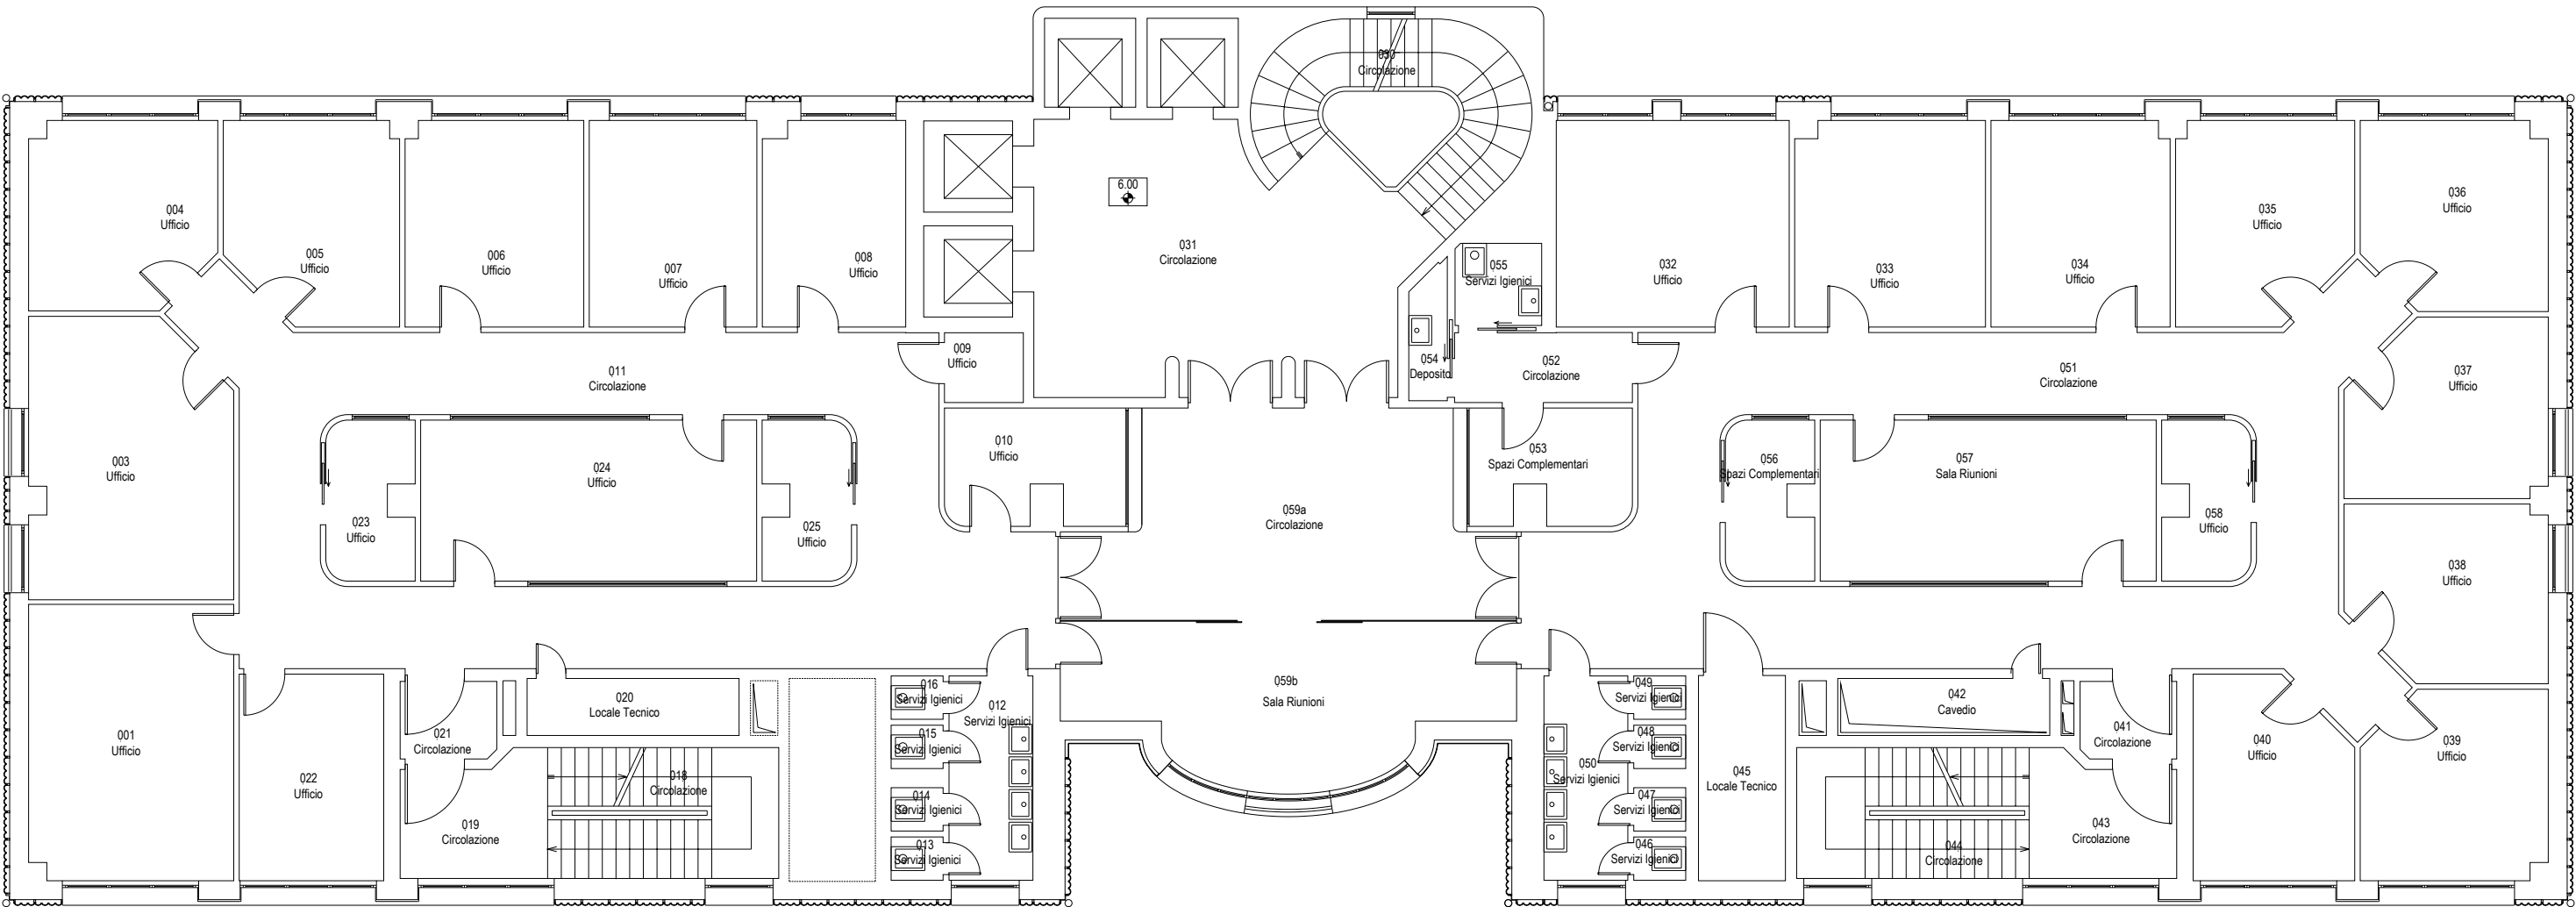 030
Circolazione
6.00
004
Ufficio
005
Ufficio
006
Ufficio
007
Ufficio
008
Ufficio
031
Circolazione
055
Servizi Igienici
032
Ufficio
033
Ufficio
034
Ufficio
035
Ufficio
036
Ufficio
009
Ufficio
011
Circolazione
054
Deposito
052
Circolazione
051
Circolazione
037
Ufficio
003
Ufficio
024
Ufficio
010
Ufficio
053
Spazi Complementari
056
Spazi Complementari
057
Sala Riunioni
023
Ufficio
025
Ufficio
059a
Circolazione
058
Ufficio
038
Ufficio
001
Ufficio
022
Ufficio
021
Circolazione
020
Locale Tecnico
016
Servizi Igienici
012
Servizi Igienici
015
Servizi Igienici
014
Servizi Igienici
013
Servizi Igienici
018
Circolazione
019
Circolazione
059b
Sala Riunioni
049
Servizi Igienici
048
Servizi Igienici
050
Servizi Igienici
047
Servizi Igienici
046
Servizi Igienici
045
Locale Tecnico
042
Cavedio
041
Circolazione
043
Circolazione
044
Circolazione
040
Ufficio
039
Ufficio